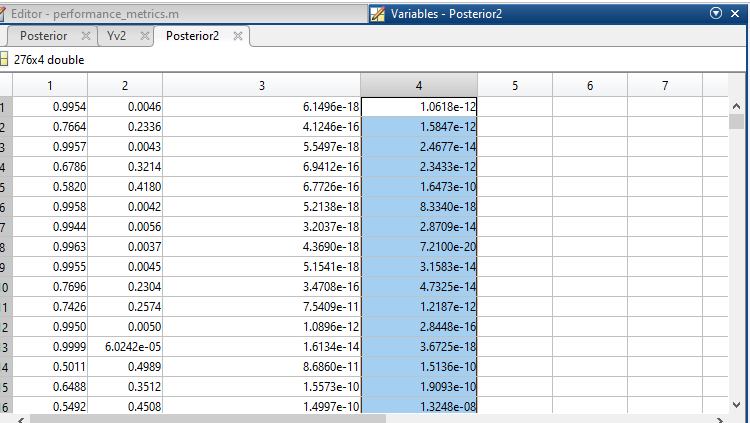 Editor - performance_metrics.m Variables - Posterior2
Posterior Yv2 Posterior2
276x4 double
1 2 3 4 5 6 7
1 0.9954 0.0046 6.1496e-18 1.0618e-12
2 0.7664 0.2336 4.1246e-16 1.5847e-12
3 0.9957 0.0043 5.5497e-18 2.4677e-14
4 0.6786 0.3214 6.9412e-16 2.3433e-12
5 0.5820 0.4180 6.7726e-16 1.6473e-10
6 0.9958 0.0042 5.2138e-18 8.3340e-18
7 0.9944 0.0056 3.2037e-18 2.8709e-14
8 0.9963 0.0037 4.3690e-18 7.2100e-20
9 0.9955 0.0045 5.1541e-18 3.1583e-14
10 0.7696 0.2304 3.4708e-16 4.7325e-14
11 0.7426 0.2574 7.5409e-11 1.2187e-12
12 0.9950 0.0050 1.0896e-12 2.8448e-16
13 0.9999 6.0242e-05 1.6134e-14 3.6725e-18
14 0.5011 0.4989 8.6860e-11 1.5136e-10
15 0.6488 0.3512 1.5573e-10 1.9093e-10
16 0.5492 0.4508 1.4997e-10 1.3248e-08